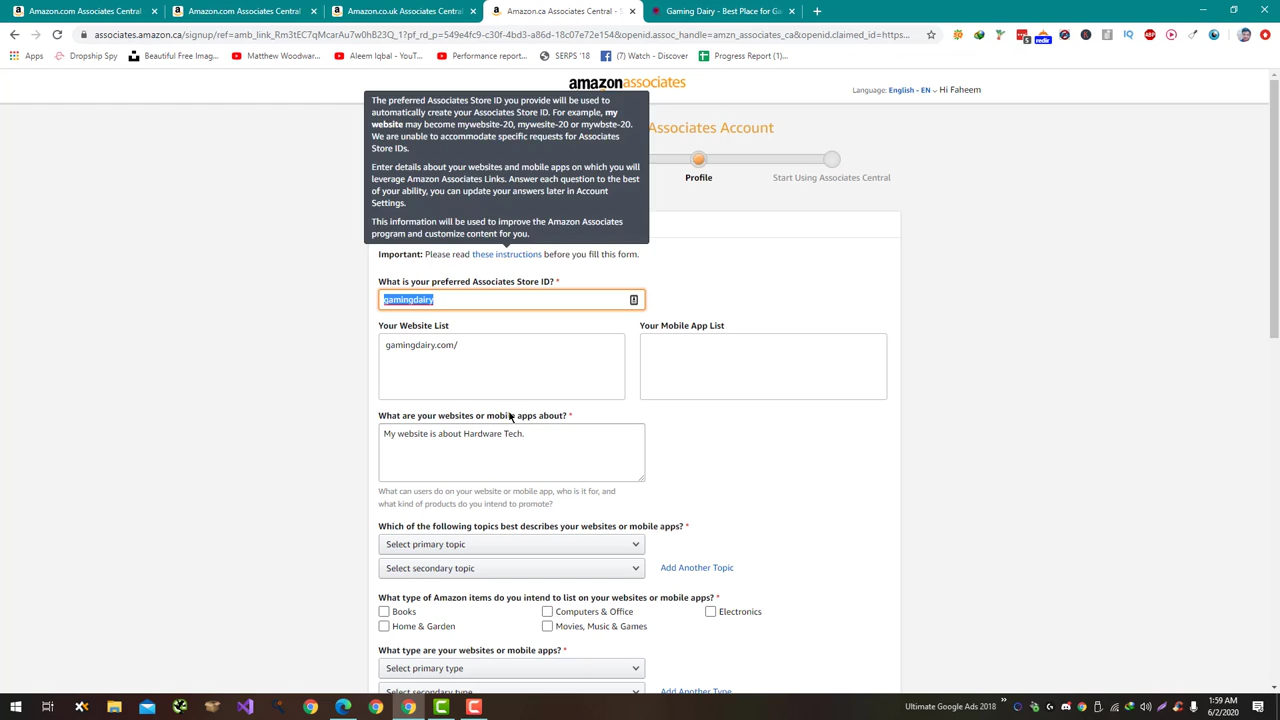 Amazon.com Associates Central
Amazon.com Associates Central
Amazon.co.uk Associates Central
Amazon.ca Associates Central - S
Gaming Dairy - Best Place for Ga
associates.amazon.ca/signup/ref=amb_link_Rm3tEC7qMcarAu7w0hB23Q_1?pf_rd_p=549e4fc9-c30f-4bd3-a86d-18c07e72e154&openid.assoc_handle=amzn_associates_ca&openid.claimed_id=https...
Apps
Dropship Spy
Beautiful Free Imag...
Matthew Woodwar...
Aleem Iqbal - YouT...
Performance report...
SERPS '18
(7) Watch - Discover
Progress Report (1)...
amazonassociates
Language: English - EN
Hi Faheem
The preferred Associates Store ID you provide will be used to
automatically create your Associates Store ID. For example, my
website may become mywebsite-20, mywesite-20 or mywbste-20.
We are unable to accommodate specific requests for Associates
Store IDs.
Enter details about your websites and mobile apps on which you will
leverage Amazon Associates Links. Answer each question to the best
of your ability, you can update your answers later in Account
Settings.
This information will be used to improve the Amazon Associates
program and customize content for you.
Associates Account
Profile
Start Using Associates Central
Important: Please read these instructions before you fill this form.
What is your preferred Associates Store ID? *
gamingdairy
Your Website List
Your Mobile App List
gamingdairy.com/
What are your websites or mobile apps about? *
My website is about Hardware Tech.
What can users do on your website or mobile app, who is it for, and
what kind of products do you intend to promote?
Which of the following topics best describes your websites or mobile apps? *
Select primary topic
Select secondary topic
Add Another Topic
What type of Amazon items do you intend to list on your websites or mobile apps? *
Books
Computers & Office
Electronics
Home & Garden
Movies, Music & Games
What type are your websites or mobile apps? *
Select primary type
Select secondary type
Add Another Type
Ultimate Google Ads 2018
1:59 AM
6/2/2020